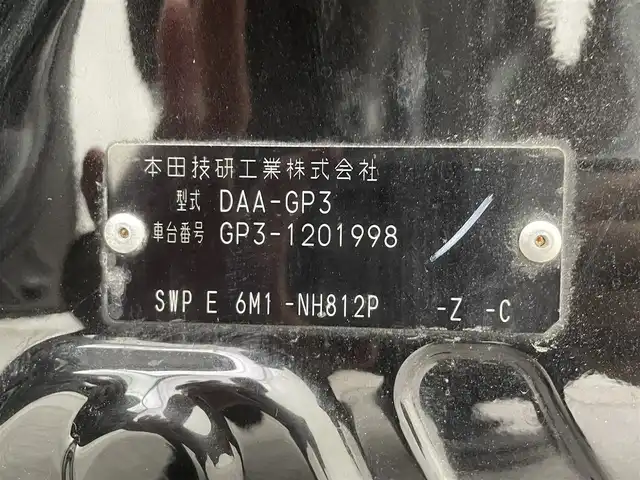 本田技研工業株式会社
型式 DAA-GP3
車台番号 GP3-1201998
SWP E 6M1 -NH812P -Z -C